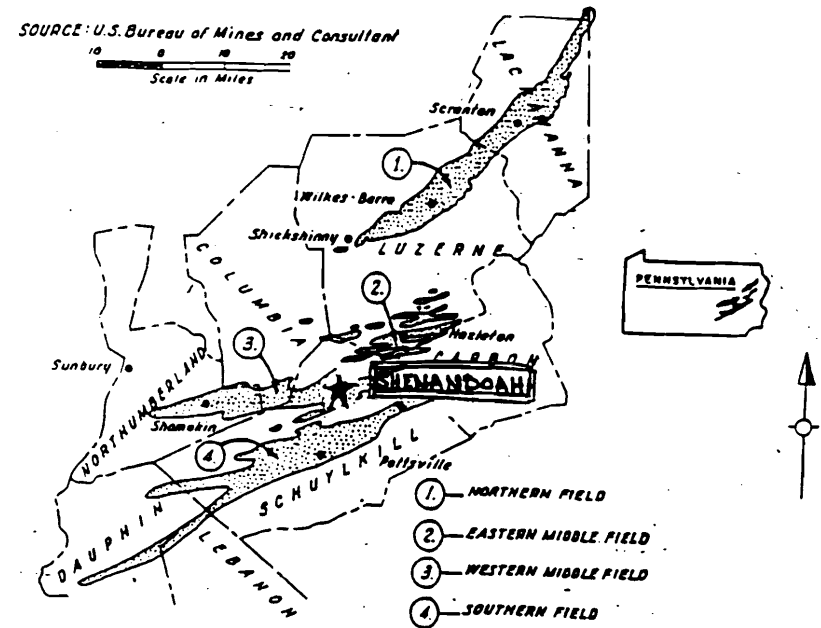 SOURCE: U.S. Bureau of Mines and Consultant
10 0 10 20
Scale in Miles
LACKAWANNA
Scranton
1.
Wilkes-Barre
Shickshinny
LUZERNE
COLUMBIA
2.
PENNSYLVANIA
Hazleton
3.
CARBON
Sunbury
SHENANDOAH
NORTHUMBERLAND
Shamokin
4.
Pottsville
SCHUYLKILL
DAUPHIN
LEBANON
1. NORTHERN FIELD
2. EASTERN MIDDLE FIELD
3. WESTERN MIDDLE FIELD
4. SOUTHERN FIELD